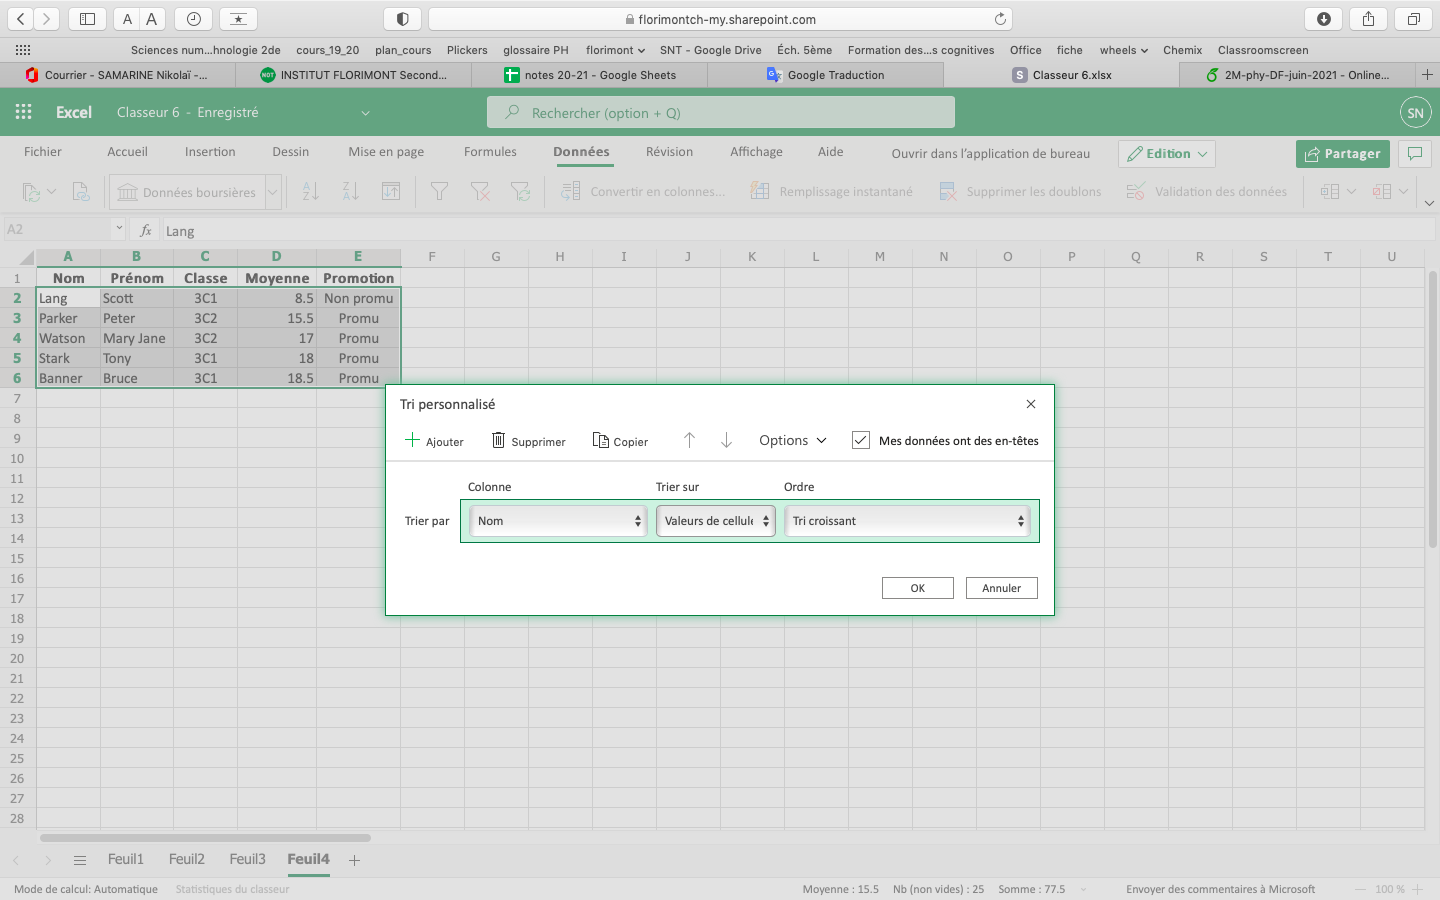 A A florimontch-my.sharepoint.com
Sciences num...hnologie 2de cours_19_20 plan_cours Plickers glossaire PH florimont SNT - Google Drive Éch. 5ème Formation des...s cognitives Office fiche wheels Chemix Classroomscreen
Courrier - SAMARINE Nikolaï -... NOT INSTITUT FLORIMONT Second... notes 20-21 - Google Sheets Google Traduction S Classeur 6.xlsx 2M-phy-DF-juin-2021 - Online...
Excel Classeur 6 - Enregistré Rechercher (option + Q) SN
Fichier Accueil Insertion Dessin Mise en page Formules Données Révision Affichage Aide Ouvrir dans l'application de bureau Edition Partager
Données boursières Convertir en colonnes... Remplissage instantané Supprimer les doublons Validation des données
A2 fx Lang
A B C D E F G H I J K L M N O P Q R S T U
1 Nom Prénom Classe Moyenne Promotion
2 Lang Scott 3C1 8.5 Non promu
3 Parker Peter 3C2 15.5 Promu
4 Watson Mary Jane 3C2 17 Promu
5 Stark Tony 3C1 18 Promu
6 Banner Bruce 3C1 18.5 Promu
7
8
9
10
11
12
13
14
15
16
17
18
19
20
21
22
23
24
25
26
27
28
Tri personnalisé
Ajouter Supprimer Copier Options Mes données ont des en-têtes
Colonne Trier sur Ordre
Trier par Nom Valeurs de cellule Tri croissant
OK Annuler
Feuil1 Feuil2 Feuil3 Feuil4
Mode de calcul: Automatique Statistiques du classeur Moyenne : 15.5 Nb (non vides) : 25 Somme : 77.5 Envoyer des commentaires à Microsoft 100 %